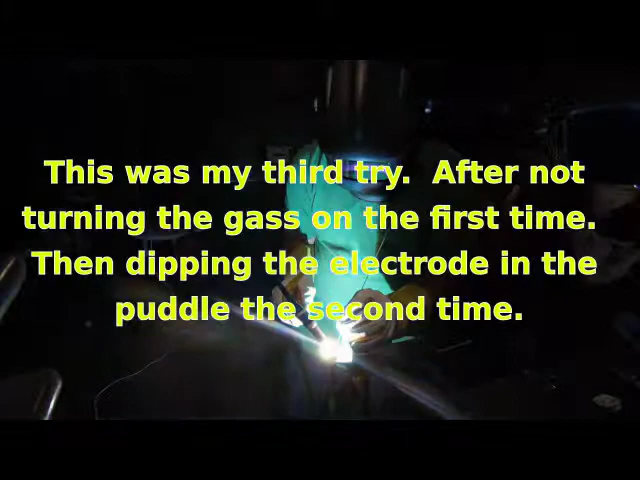 This was my third try.  After not
turning the gass on the first time.
Then dipping the electrode in the
puddle the second time.